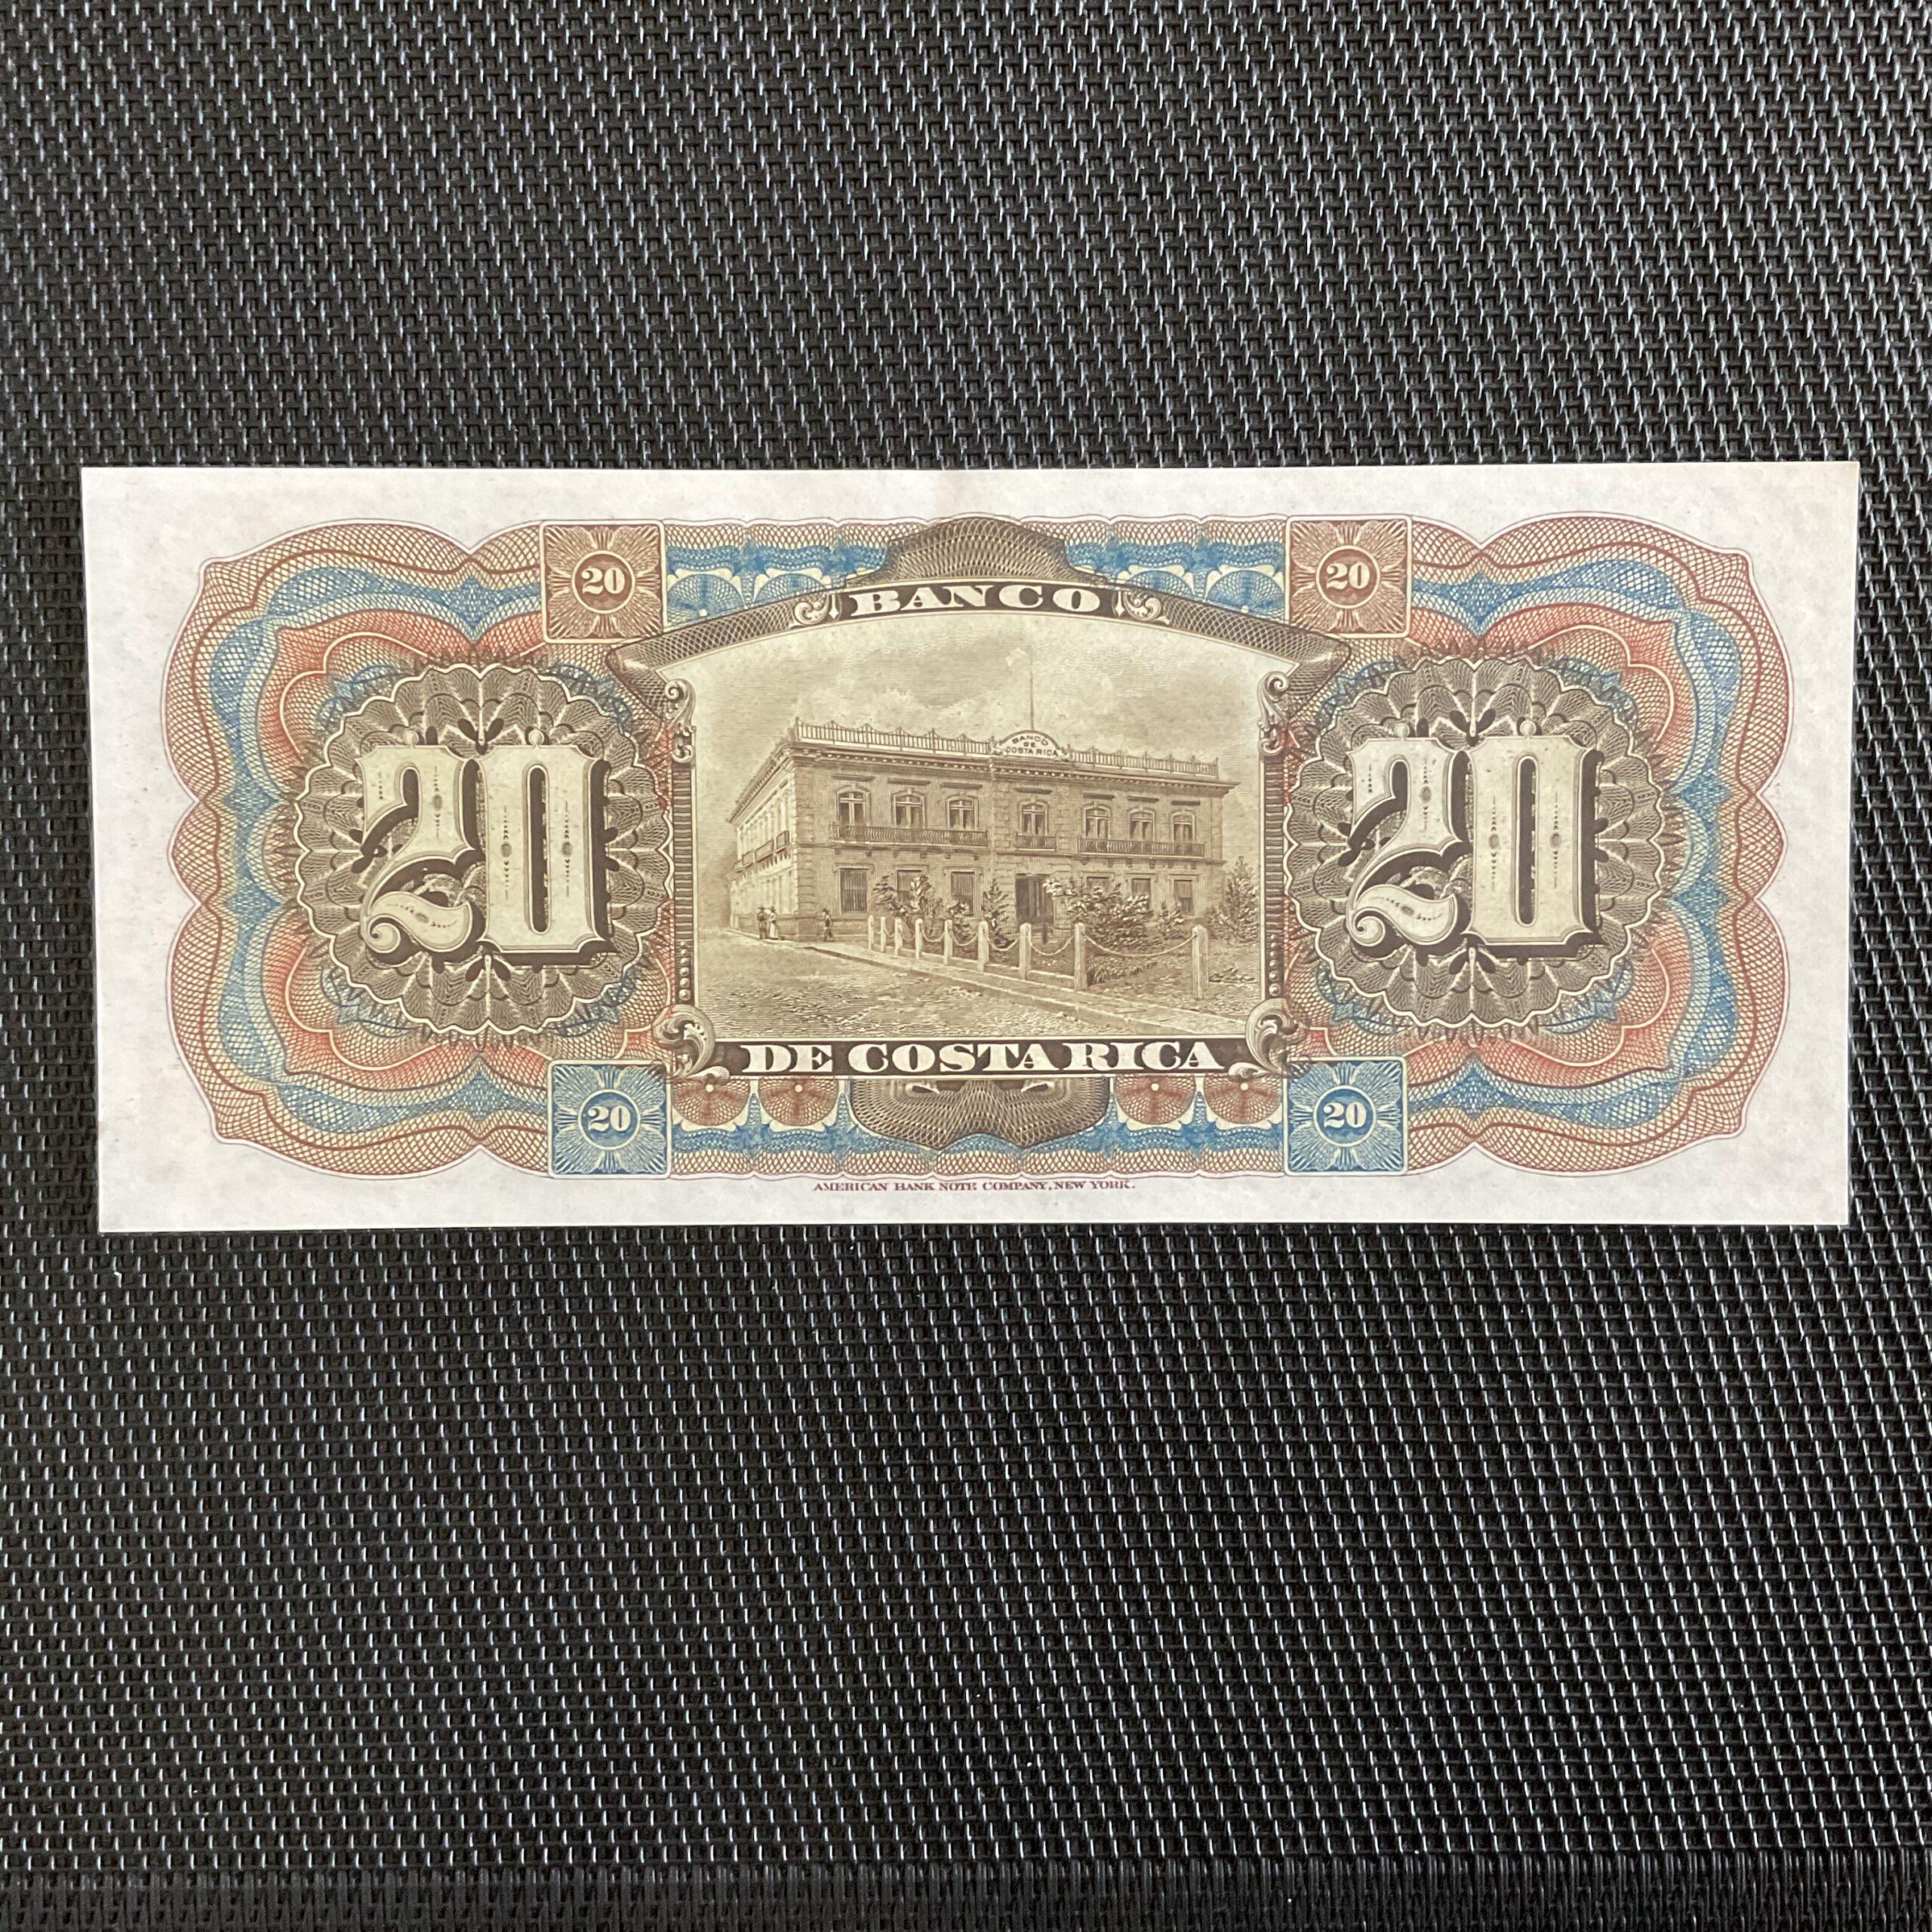 20 20
BANCO
BANCO
DE
COSTA RICA
20 20
DE COSTA RICA
20 20
AMERICAN BANK NOTE COMPANY, NEW YORK.